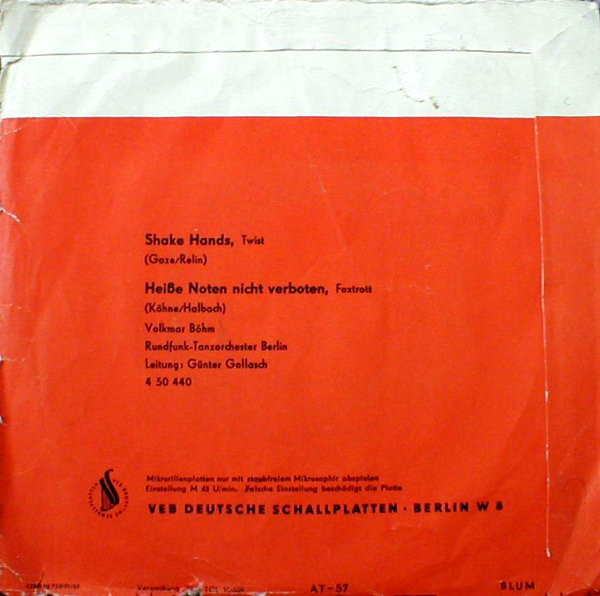 Shake Hands, Twist
(Gaze/Relin)
Heiße Noten nicht verboten, Foxtrott
(Kähne/Halbach)
Volkmar Böhm
Rundfunk-Tanzorchester Berlin
Leitung: Günter Gollasch
4 50 440
Mikrorillenplatten nur mit staubfreiem Mikrosaphir abspielen
Einstellung M 45 U/min. Falsche Einstellung beschädigt die Platte
VEB DEUTSCHE SCHALLPLATTEN · BERLIN W 8
Verpackung AT-57 BLUM